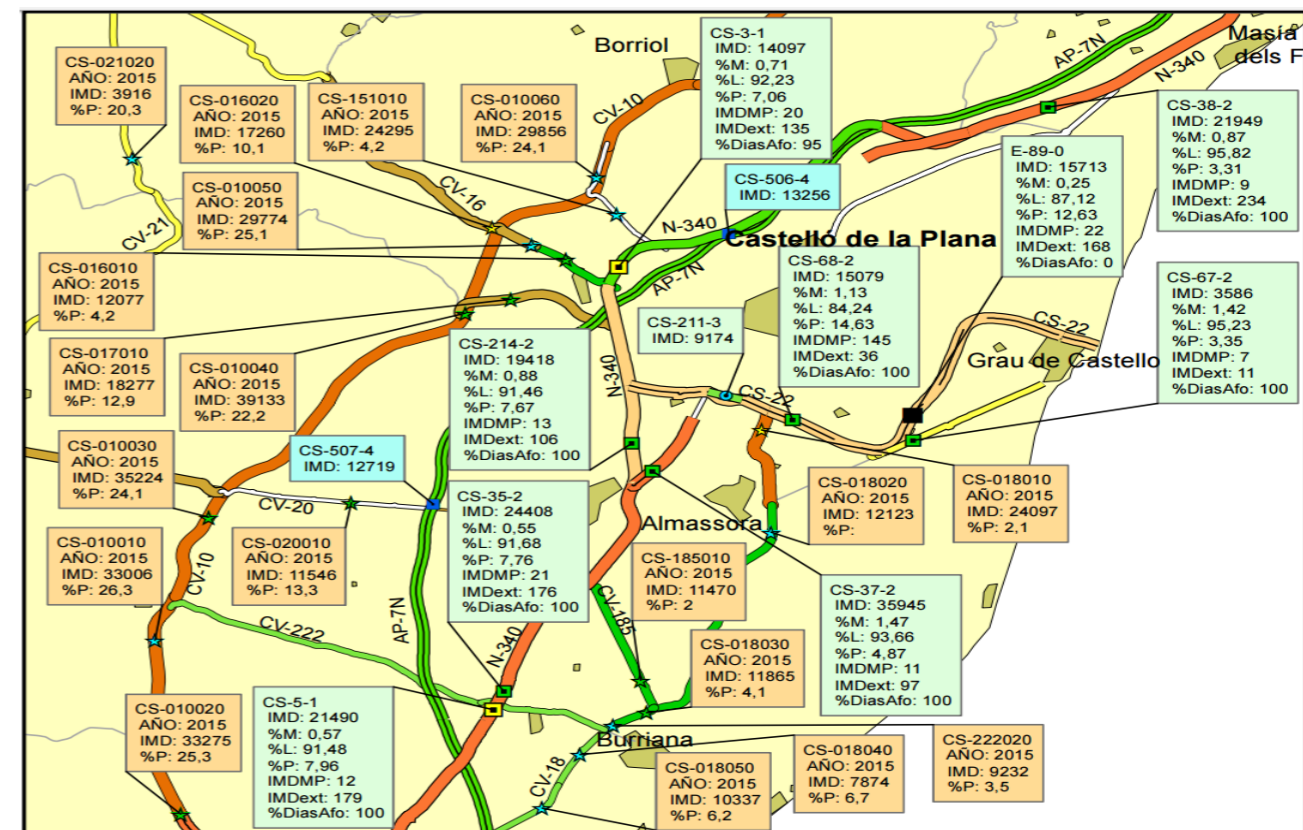 Borriol
Masía
dels F
AP-7N
N-340
CS-021020
AÑO: 2015
IMD: 3916
%P: 20,3
CS-016020
AÑO: 2015
IMD: 17260
%P: 10,1
CS-151010
AÑO: 2015
IMD: 24295
%P: 4,2
CS-010060
AÑO: 2015
IMD: 29856
%P: 24,1
CV-10
CS-3-1
IMD: 14097
%M: 0,71
%L: 92,23
%P: 7,06
IMDMP: 20
IMDext: 135
%DiasAfo: 95
CS-38-2
IMD: 21949
%M: 0,87
%L: 95,82
%P: 3,31
IMDMP: 9
IMDext: 234
%DiasAfo: 100
E-89-0
IMD: 15713
%M: 0,25
%L: 87,12
%P: 12,63
IMDMP: 22
IMDext: 168
%DiasAfo: 0
CS-506-4
IMD: 13256
CS-010050
AÑO: 2015
IMD: 29774
%P: 25,1
CV-16
CV-21
N-340
Castelló de la Plana
AP-7N
CS-016010
AÑO: 2015
IMD: 12077
%P: 4,2
CS-68-2
IMD: 15079
%M: 1,13
%L: 84,24
%P: 14,63
IMDMP: 145
IMDext: 36
%DiasAfo: 100
CS-67-2
IMD: 3586
%M: 1,42
%L: 95,23
%P: 3,35
IMDMP: 7
IMDext: 11
%DiasAfo: 100
CS-211-3
IMD: 9174
CS-22
Grau de Castello
CS-017010
AÑO: 2015
IMD: 18277
%P: 12,9
CS-010040
AÑO: 2015
IMD: 39133
%P: 22,2
CS-214-2
IMD: 19418
%M: 0,88
%L: 91,46
%P: 7,67
IMDMP: 13
IMDext: 106
%DiasAfo: 100
N-340
CS-22
CS-010030
AÑO: 2015
IMD: 35224
%P: 24,1
CS-507-4
IMD: 12719
CV-20
CS-018020
AÑO: 2015
IMD: 12123
%P:
CS-018010
AÑO: 2015
IMD: 24097
%P: 2,1
Almassora
CS-010010
AÑO: 2015
IMD: 33006
%P: 26,3
CV-10
CS-020010
AÑO: 2015
IMD: 11546
%P: 13,3
CS-35-2
IMD: 24408
%M: 0,55
%L: 91,68
%P: 7,76
IMDMP: 21
IMDext: 176
%DiasAfo: 100
CS-185010
AÑO: 2015
IMD: 11470
%P: 2
CS-37-2
IMD: 35945
%M: 1,47
%L: 93,66
%P: 4,87
IMDMP: 11
IMDext: 97
%DiasAfo: 100
CV-222
AP-7N
N-340
CV-185
CS-018030
AÑO: 2015
IMD: 11865
%P: 4,1
CS-010020
AÑO: 2015
IMD: 33275
%P: 25,3
CS-5-1
IMD: 21490
%M: 0,57
%L: 91,48
%P: 7,96
IMDMP: 12
IMDext: 179
%DiasAfo: 100
Burriana
CV-18
CS-018050
AÑO: 2015
IMD: 10337
%P: 6,2
CS-018040
AÑO: 2015
IMD: 7874
%P: 6,7
CS-222020
AÑO: 2015
IMD: 9232
%P: 3,5